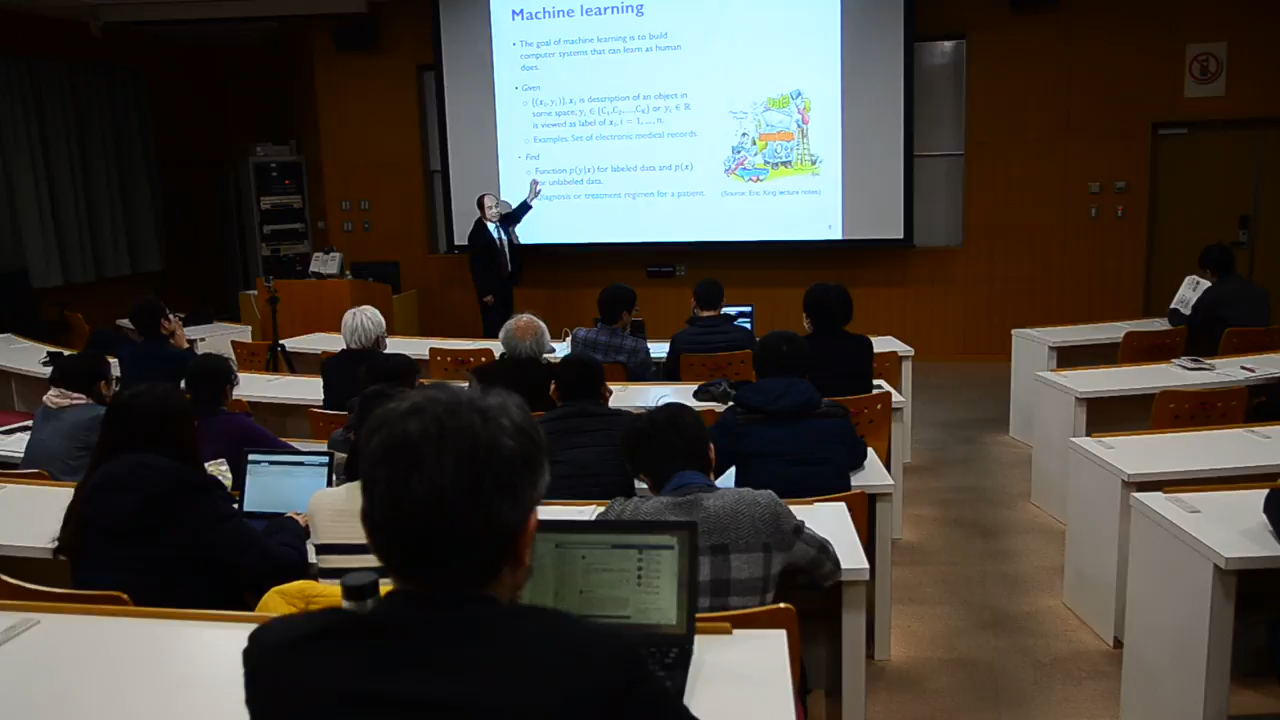 Machine learning
• The goal of machine learning is to build
computer systems that can learn as human
does.
• Given
○ {(xᵢ, yᵢ)}, xᵢ is description of an object in
some space, yᵢ ∈ {C₁, C₂, …, C_K} or yᵢ ∈ ℝ
is viewed as label of xᵢ, i = 1, …, n.
○ Examples: Set of electronic medical records.
• Find
○ Function p(y|x) for labeled data and p(x)
or unlabeled data.
Diagnosis or treatment regimen for a patient.
(Source: Eric Xing lecture notes)